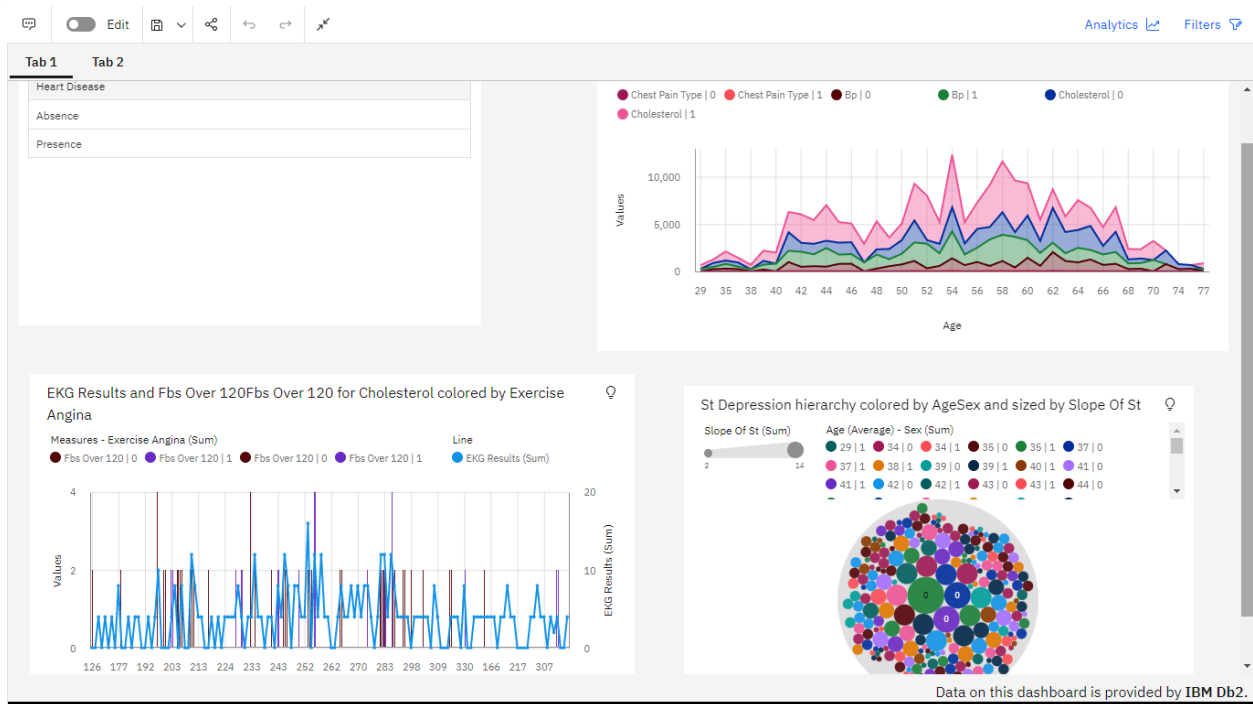 Edit
Analytics
Filters
Tab 1
Tab 2
Heart Disease
Absence
Presence
Chest Pain Type | 0 Chest Pain Type | 1 Bp | 0 Bp | 1 Cholesterol | 0
Cholesterol | 1
Values
10,000
5,000
0
29 35 38 40 42 44 46 48 50 52 54 56 58 60 62 64 66 68 70 74 77
Age
EKG Results and Fbs Over 120Fbs Over 120 for Cholesterol colored by Exercise
Angina
Measures - Exercise Angina (Sum)
Line
Fbs Over 120 | 0 Fbs Over 120 | 1 Fbs Over 120 | 0 Fbs Over 120 | 1
EKG Results (Sum)
Values
4
2
0
20
10
0
EKG Results (Sum)
126 177 192 203 213 224 233 243 252 262 270 283 298 309 330 166 217 307
St Depression hierarchy colored by AgeSex and sized by Slope Of St
Slope Of St (Sum)
2 14
Age (Average) - Sex (Sum)
29 | 1 34 | 0 34 | 1 35 | 0 35 | 1 37 | 0
37 | 1 38 | 1 39 | 0 39 | 1 40 | 1 41 | 0
41 | 1 42 | 0 42 | 1 43 | 0 43 | 1 44 | 0
0 0
0
Data on this dashboard is provided by IBM Db2.